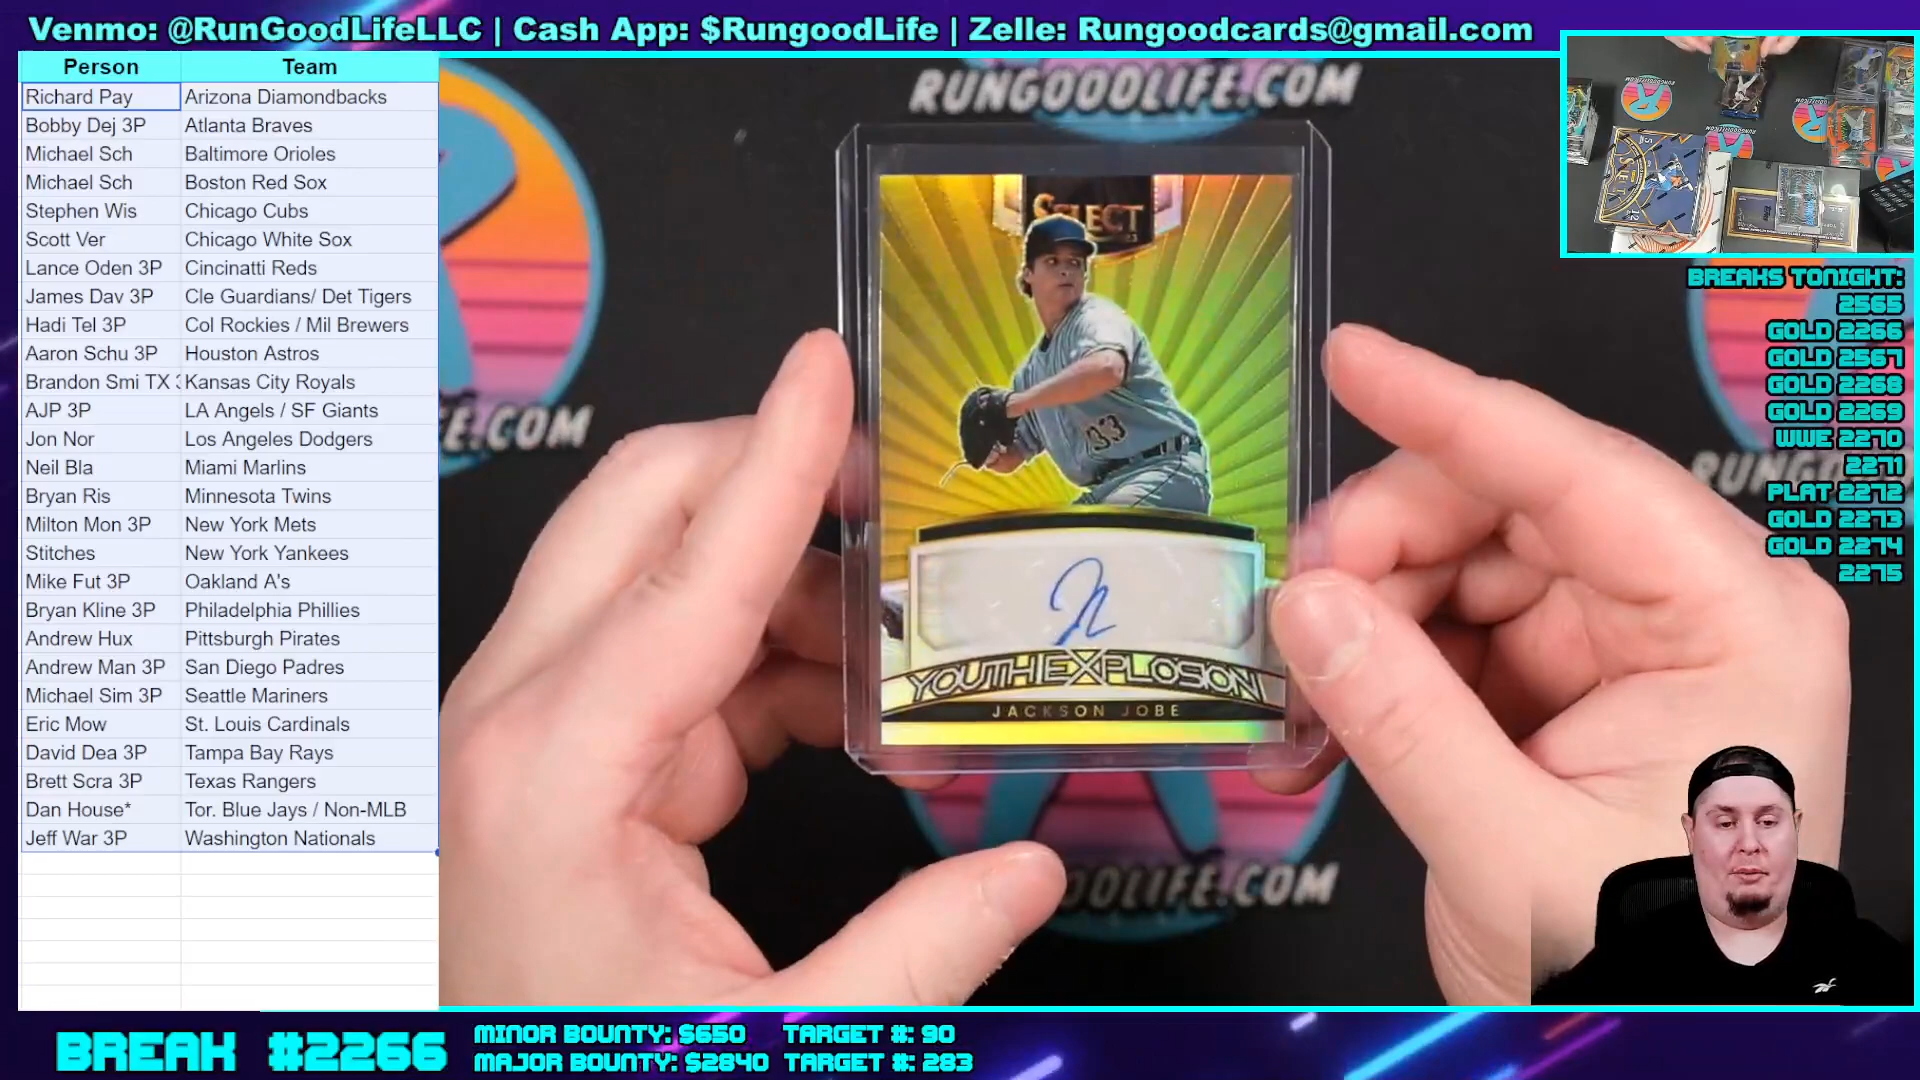 Venmo: @RunGoodLifeLLC | Cash App: $RungoodLife | Zelle: Rungoodcards@gmail.com
Person Team
Richard Pay Arizona Diamondbacks
Bobby Dej 3P Atlanta Braves
Michael Sch Baltimore Orioles
Michael Sch Boston Red Sox
Stephen Wis Chicago Cubs
Scott Ver Chicago White Sox
Lance Oden 3P Cincinatti Reds
James Dav 3P Cle Guardians/ Det Tigers
Hadi Tel 3P Col Rockies / Mil Brewers
Aaron Schu 3P Houston Astros
Brandon Smi TX Kansas City Royals
AJP 3P LA Angels / SF Giants
Jon Nor Los Angeles Dodgers
Neil Bla Miami Marlins
Bryan Ris Minnesota Twins
Milton Mon 3P New York Mets
Stitches New York Yankees
Mike Fut 3P Oakland A's
Bryan Kline 3P Philadelphia Phillies
Andrew Hux Pittsburgh Pirates
Andrew Man 3P San Diego Padres
Michael Sim 3P Seattle Mariners
Eric Mow St. Louis Cardinals
David Dea 3P Tampa Bay Rays
Brett Scra 3P Texas Rangers
Dan House* Tor. Blue Jays / Non-MLB
Jeff War 3P Washington Nationals
RUNGOODLIFE.COM
SELECT
33
YOUTH EXPLOSION
JACKSON JOBE
E.COM
RUNGOOD
OODLIFE.COM
BREAKS TONIGHT:
2565
GOLD 2266
GOLD 2567
GOLD 2268
GOLD 2269
WWE 2270
2271
PLAT 2272
GOLD 2273
GOLD 2274
2275
BREAK #2266
MINOR BOUNTY: $650 TARGET #: 90
MAJOR BOUNTY: $2840 TARGET #: 283